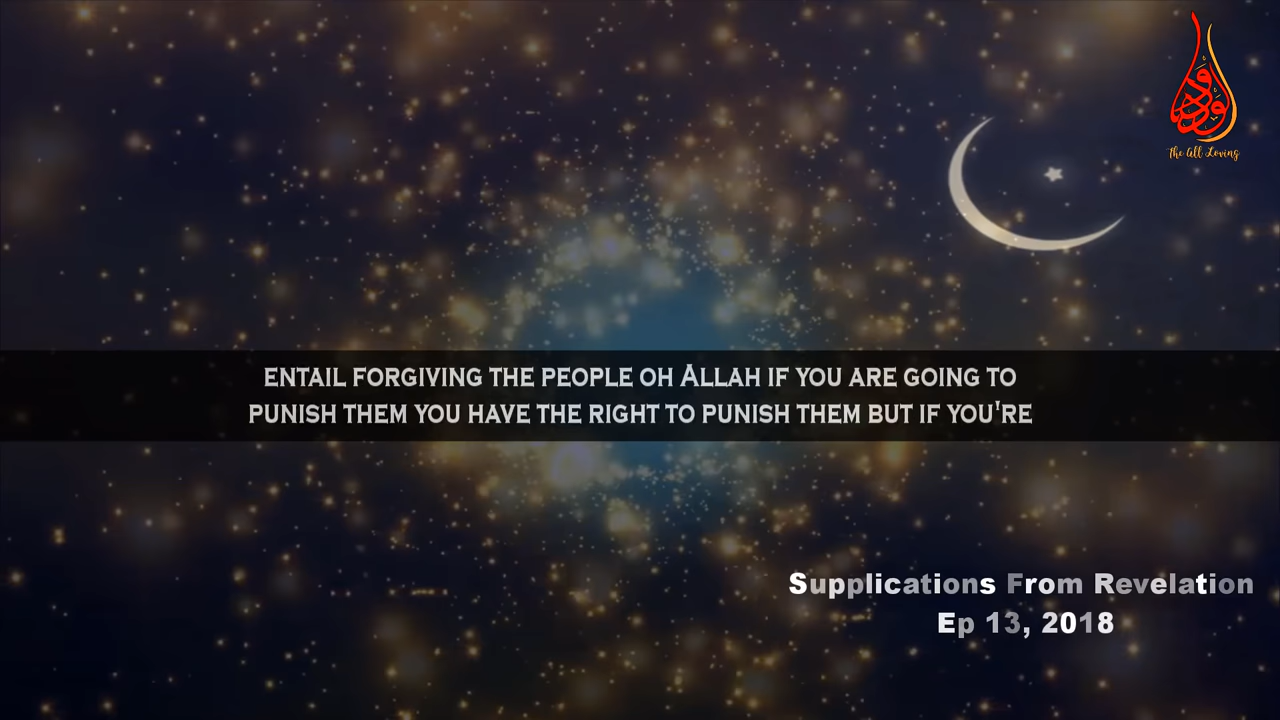 الودود
The All Loving
ENTAIL FORGIVING THE PEOPLE OH ALLAH IF YOU ARE GOING TO
PUNISH THEM YOU HAVE THE RIGHT TO PUNISH THEM BUT IF YOU'RE
Supplications From Revelation
Ep 13, 2018